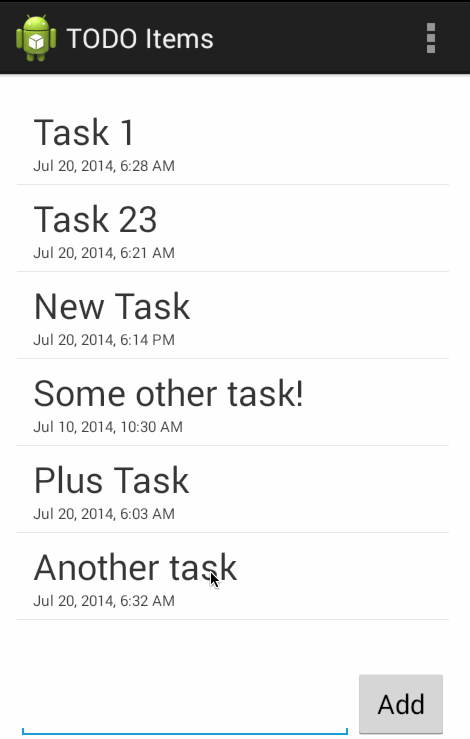 TODO Items
Task 1
Jul 20, 2014, 6:28 AM
Task 23
Jul 20, 2014, 6:21 AM
New Task
Jul 20, 2014, 6:14 PM
Some other task!
Jul 10, 2014, 10:30 AM
Plus Task
Jul 20, 2014, 6:03 AM
Another task
Jul 20, 2014, 6:32 AM
Add